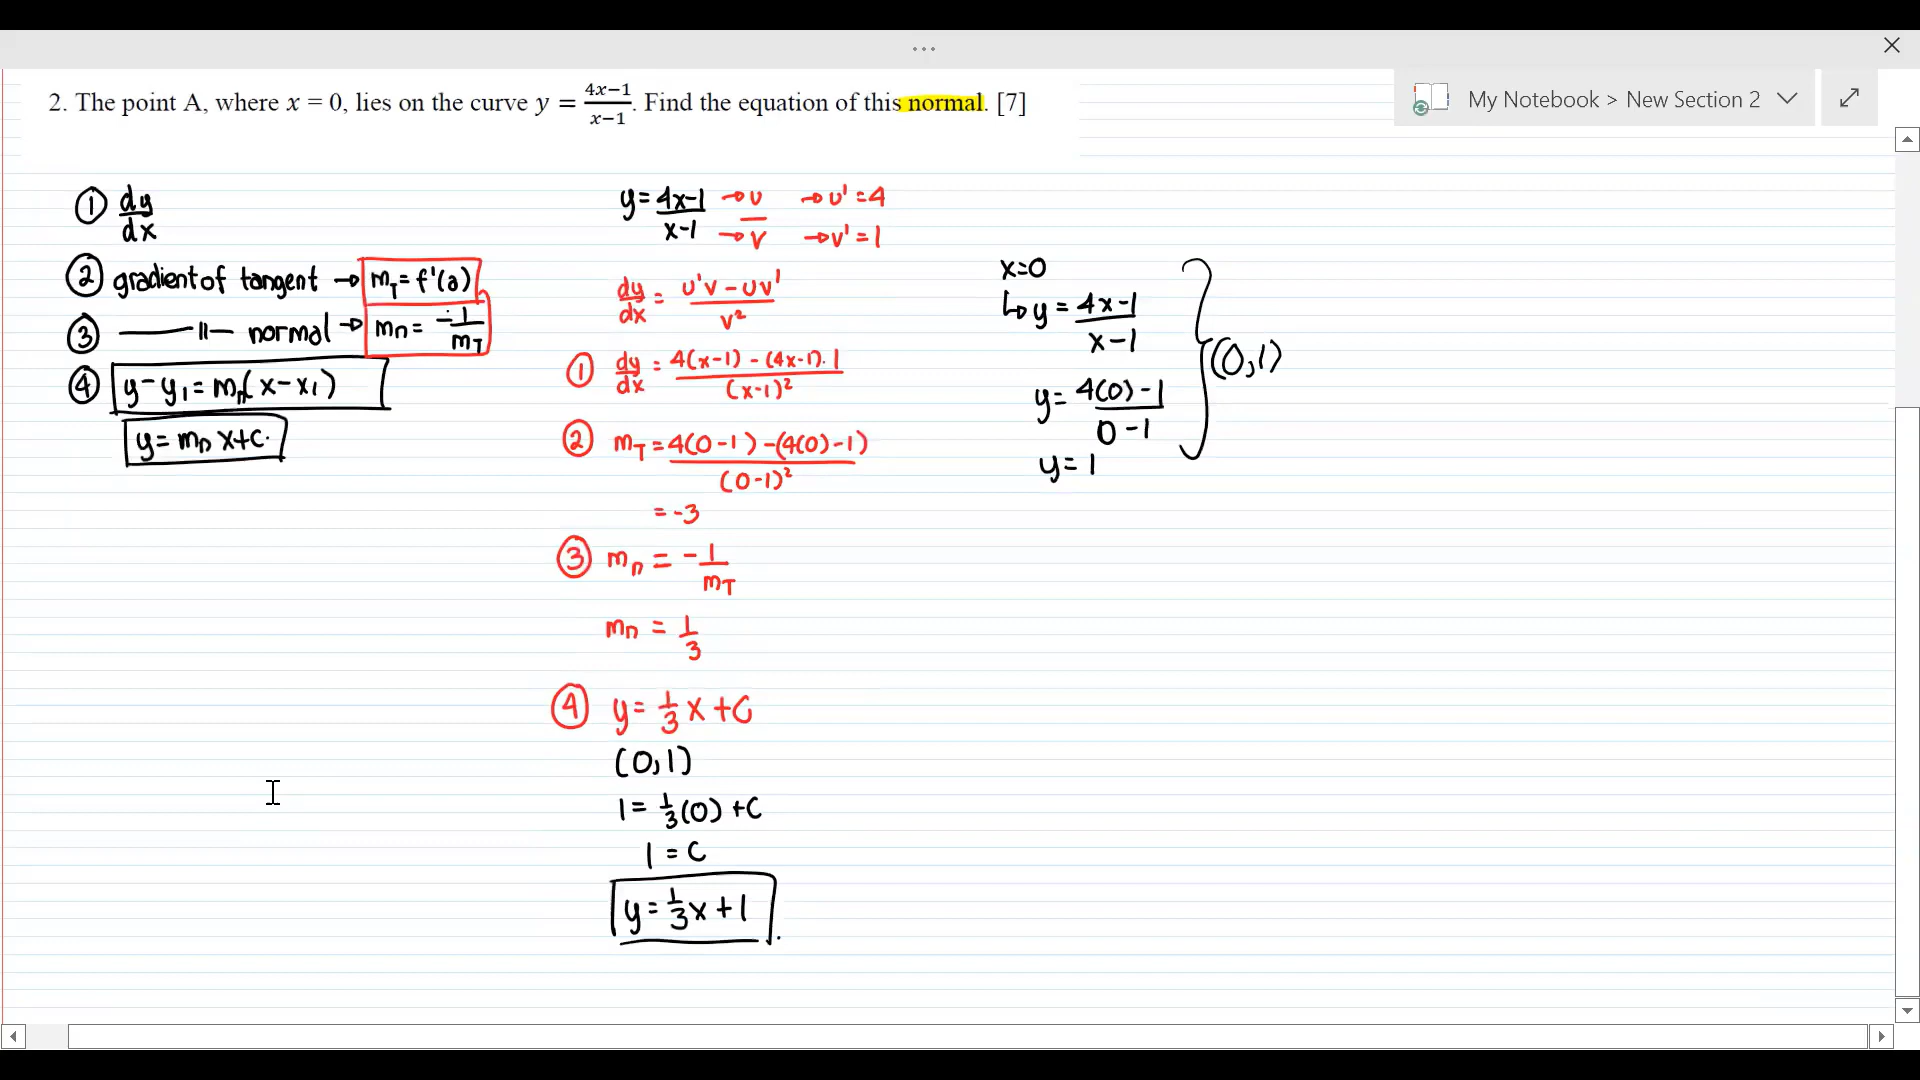 2. The point A, where x = 0, lies on the curve y = 4x−1/x−1. Find the equation of this normal. [7]
My Notebook > New Section 2
① dy/dx
② gradient of tangent → m_T = f'(a)
③ ——— 11 — normal → m_n = -1/m_T
④ y - y_1 = m_n(x - x_1)
y = m_n x + c.
y = 4x-1/x-1 → u → u' = 4
→ v → v' = 1
dy/dx = u'v - uv'/v²
① dy/dx = 4(x-1) - (4x-1).1/(x-1)²
② m_T = 4(0-1) - (4(0)-1)/(0-1)²
= -3
③ m_n = -1/m_T
m_n = 1/3
④ y = 1/3 x + c
(0,1)
1 = 1/3(0) + c
1 = c
y = 1/3 x + 1.
x=0
↳ y = 4x-1/x-1
y = 4(0)-1/0-1
y = 1
(0,1)